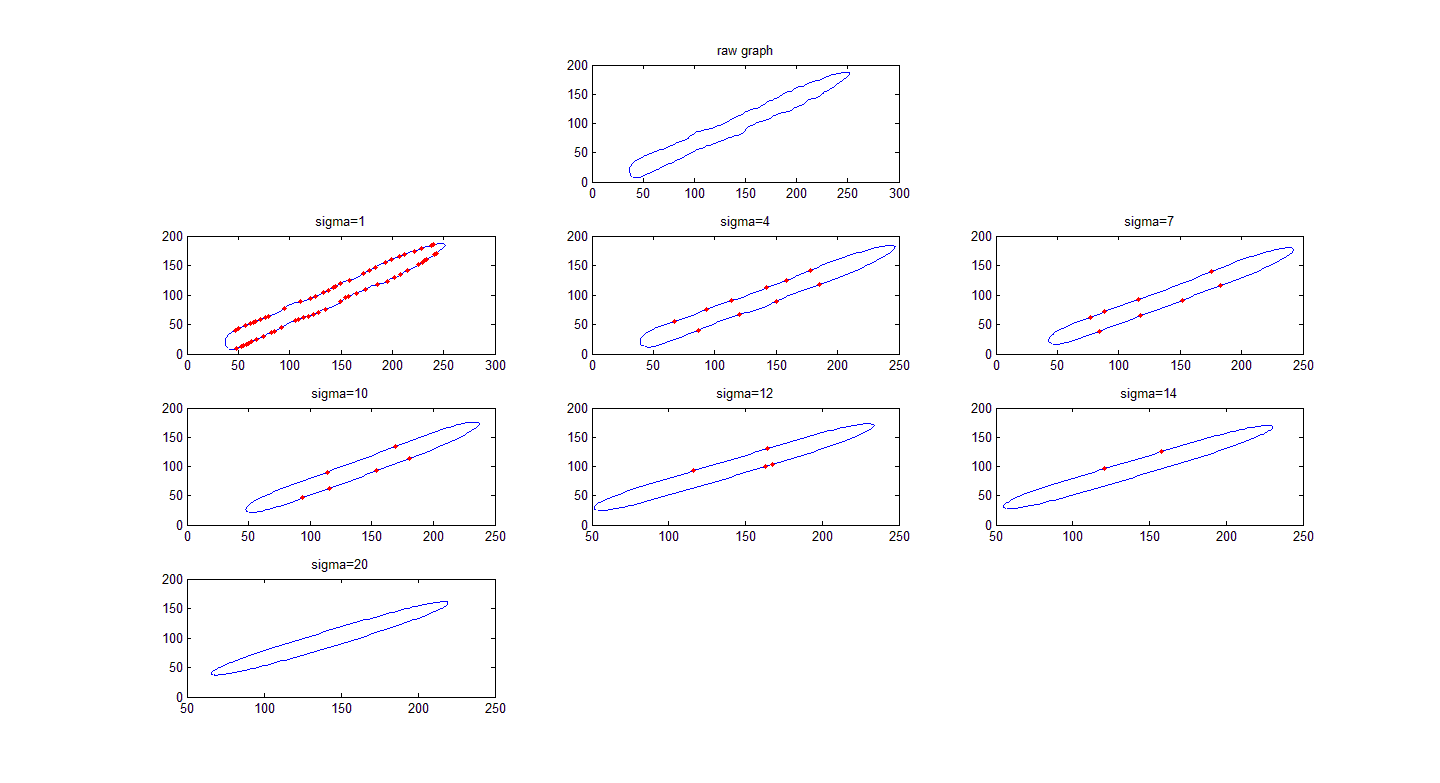 raw graph
200
150
100
50
0
0 50 100 150 200 250 300
sigma=1 sigma=4 sigma=7
200 200 200
150 150 150
100 100 100
50 50 50
0 0 0
0 50 100 150 200 250 300 0 50 100 150 200 250 0 50 100 150 200 250
sigma=10 sigma=12 sigma=14
200 200 200
150 150 150
100 100 100
50 50 50
0 0 0
0 50 100 150 200 250 50 100 150 200 250 50 100 150 200 250
sigma=20
200
150
100
50
0
50 100 150 200 250